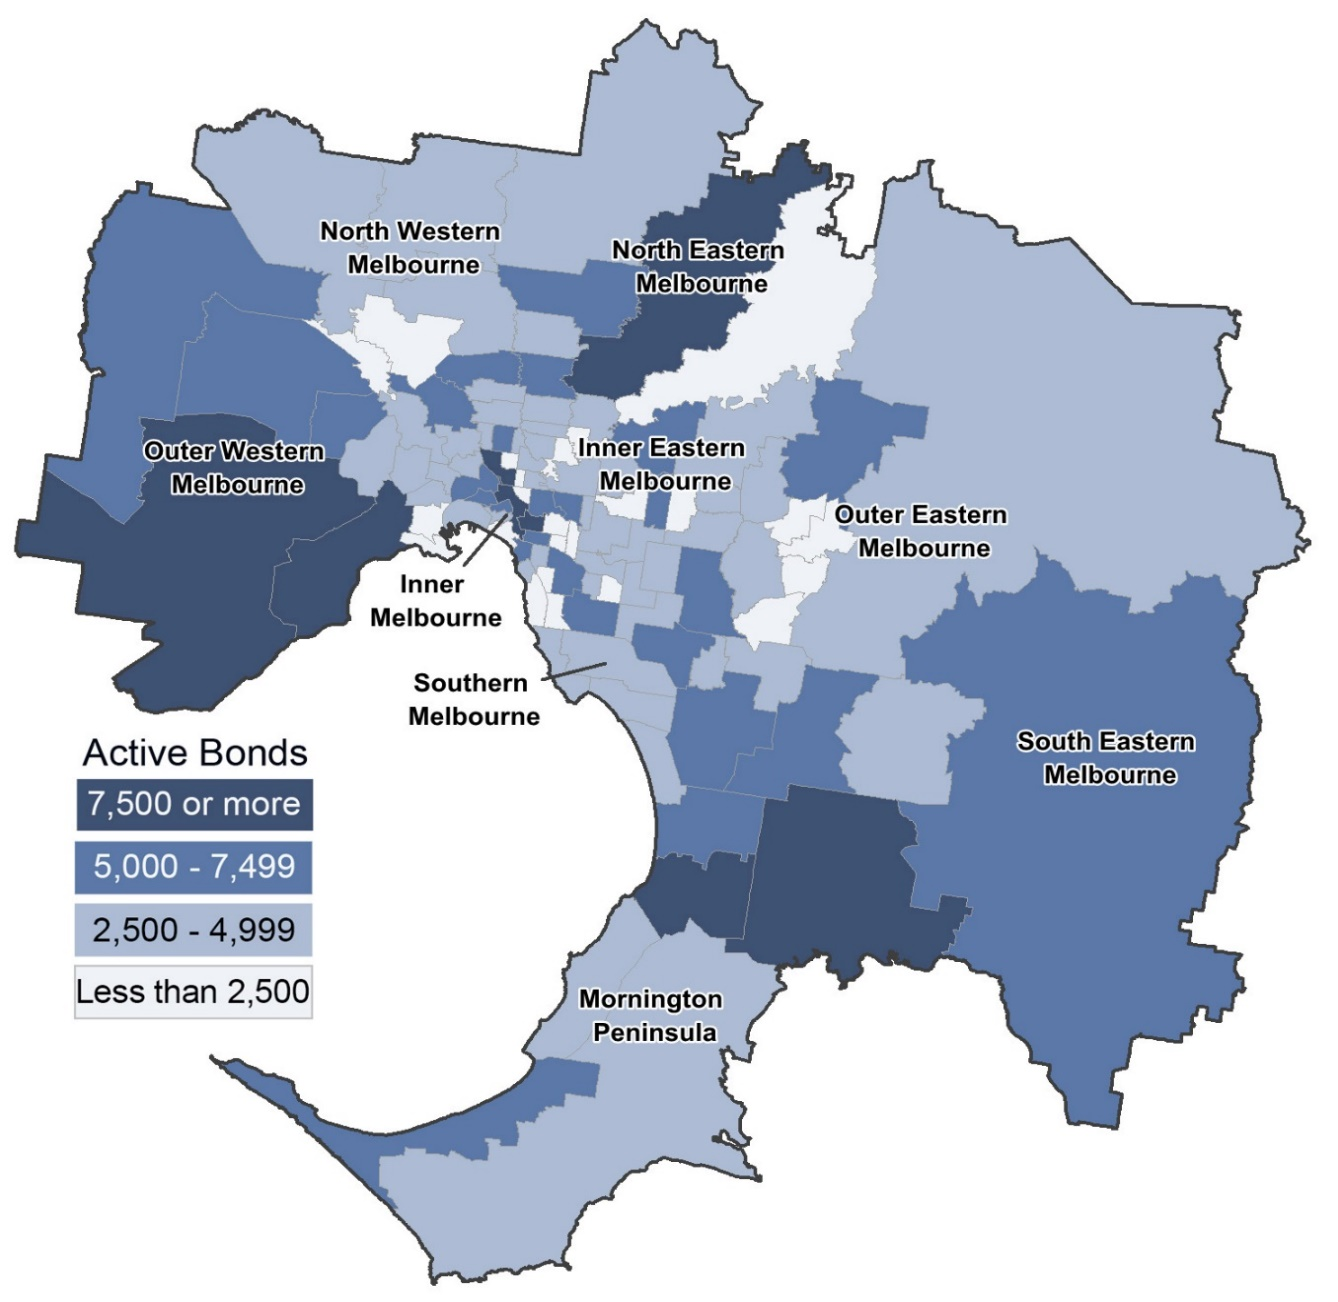 North Western
Melbourne
North Eastern
Melbourne
Outer Western
Melbourne
Inner Eastern
Melbourne
Outer Eastern
Melbourne
Inner
Melbourne
Southern
Melbourne
South Eastern
Melbourne
Active Bonds
7,500 or more
5,000 - 7,499
2,500 - 4,999
Less than 2,500
Mornington
Peninsula